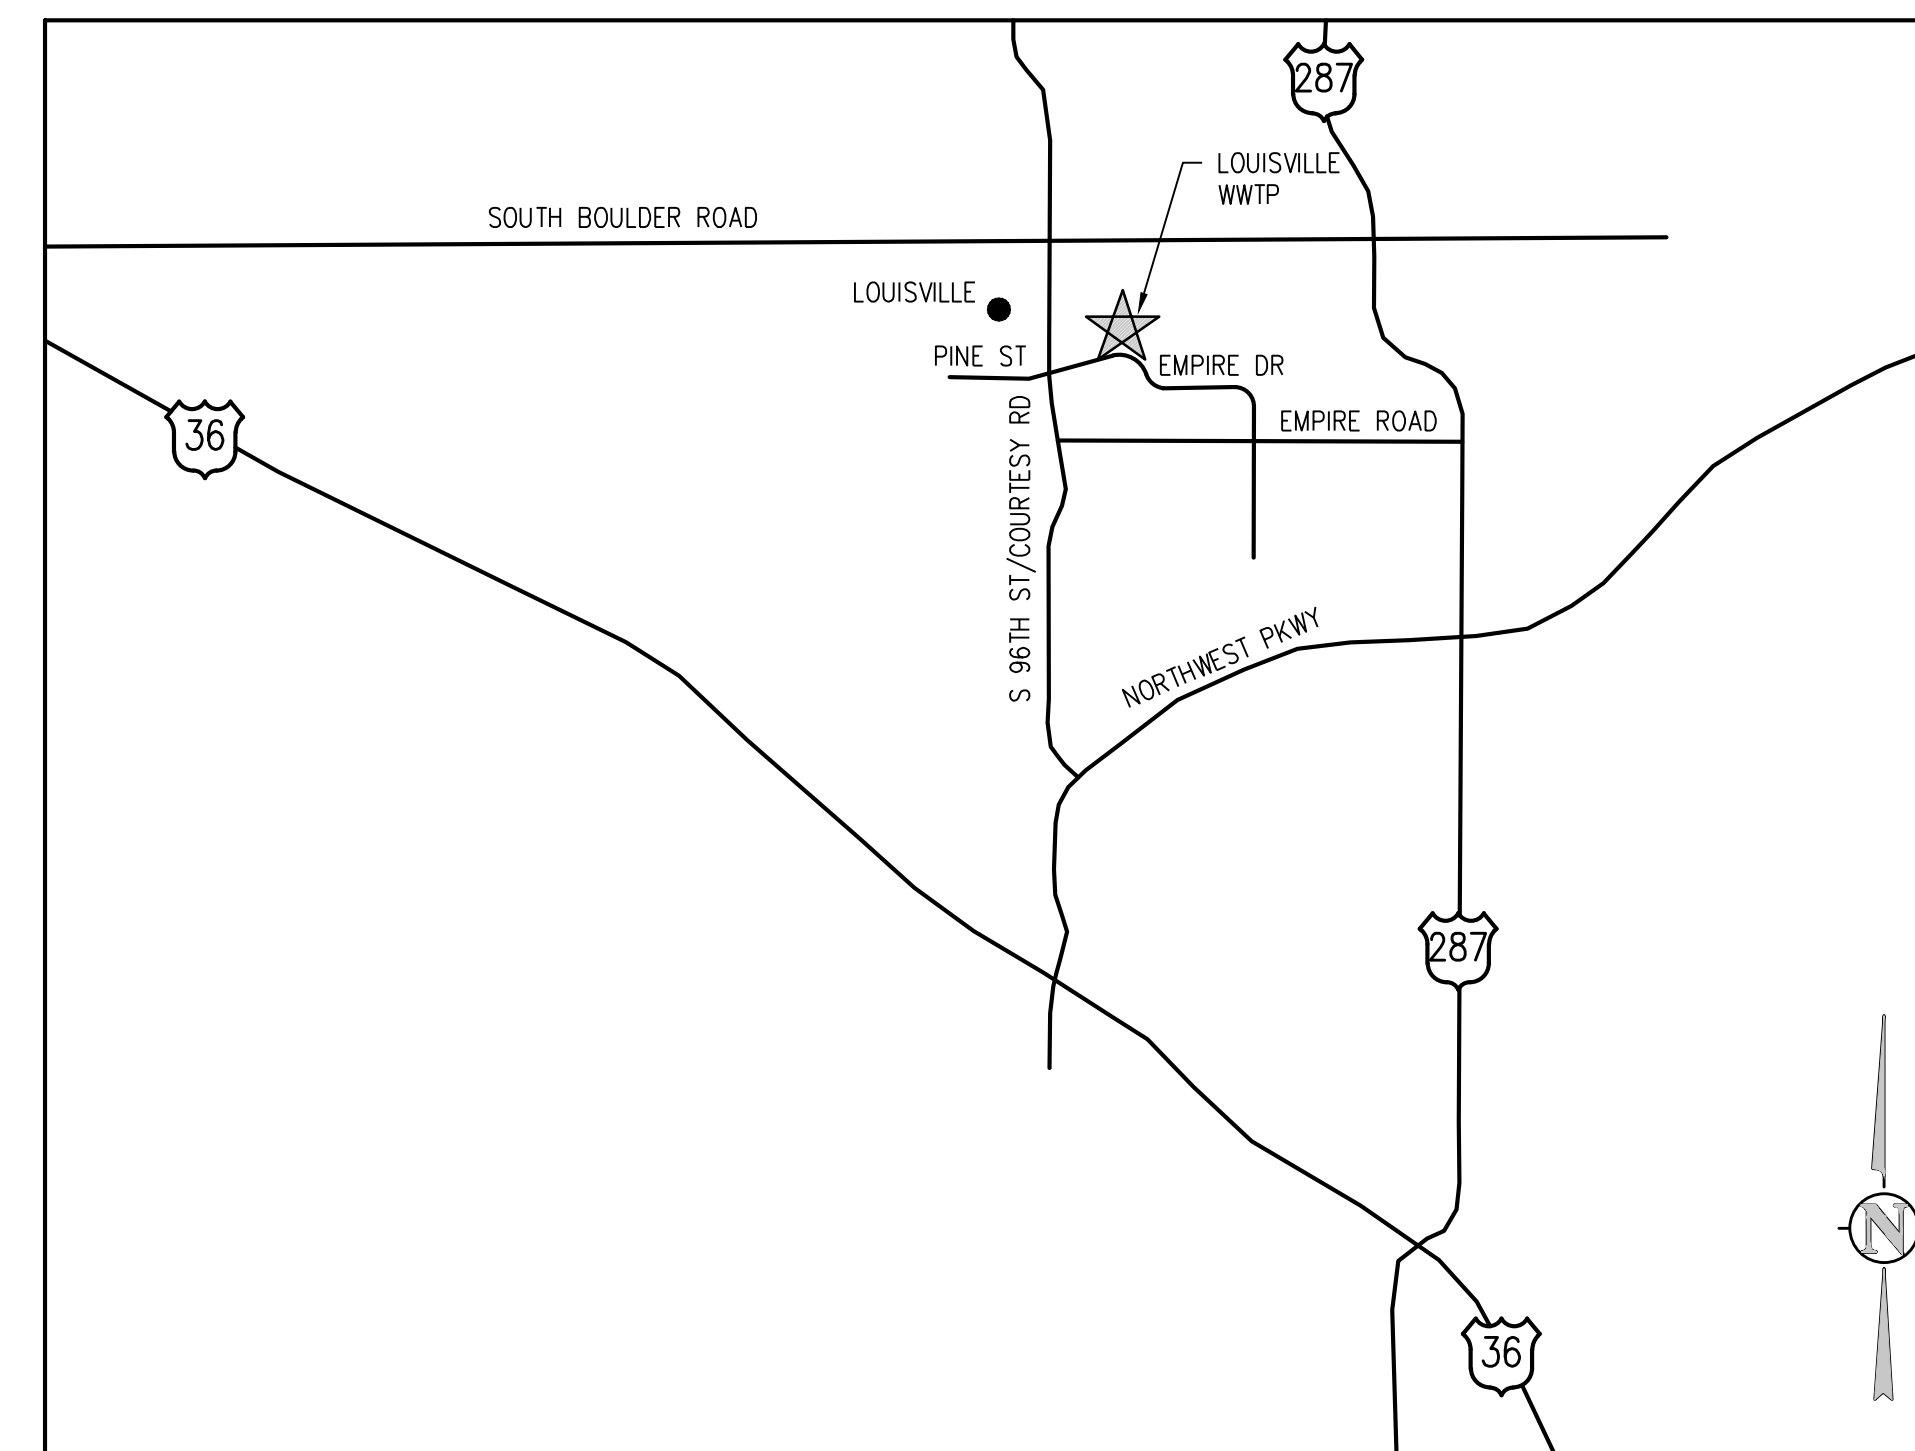 287
LOUISVILLE
WWTP
SOUTH BOULDER ROAD
LOUISVILLE
PINE ST
EMPIRE DR
EMPIRE ROAD
36
S 96TH ST/COURTESY RD
NORTHWEST PKWY
287
N
36